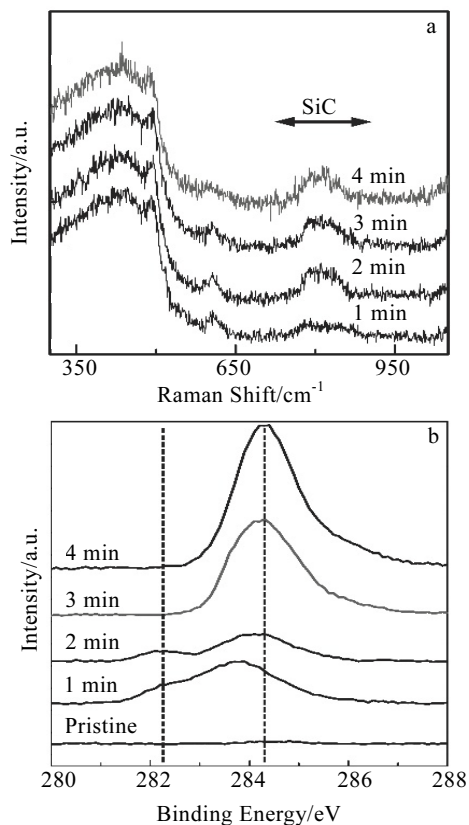 a
SiC
4 min
3 min
2 min
1 min
Intensity/a.u.
350 650 950
Raman Shift/cm⁻¹
b
4 min
3 min
2 min
1 min
Pristine
Intensity/a.u.
280 282 284 286 288
Binding Energy/eV